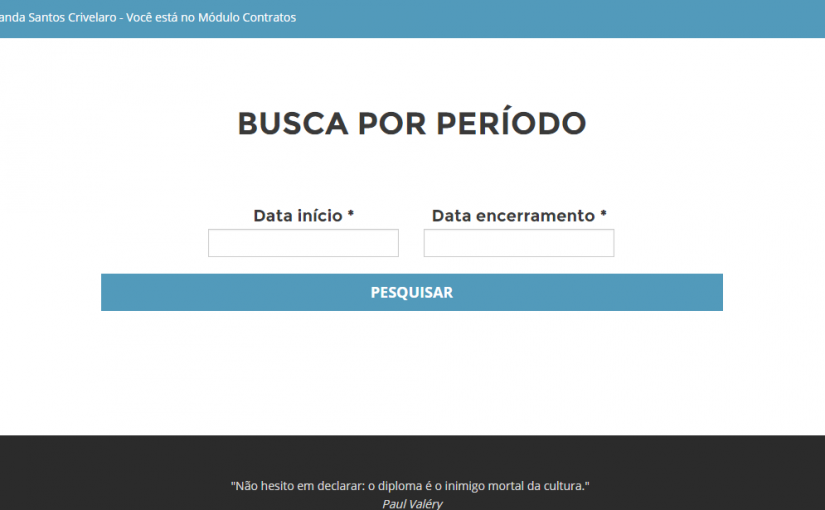 Santos Crivelaro - Você está no Módulo Contratos
BUSCA POR PERÍODO
Data início *
Data encerramento *
PESQUISAR
"Não hesito em declarar: o diploma é o inimigo mortal da cultura."
Paul Valéry